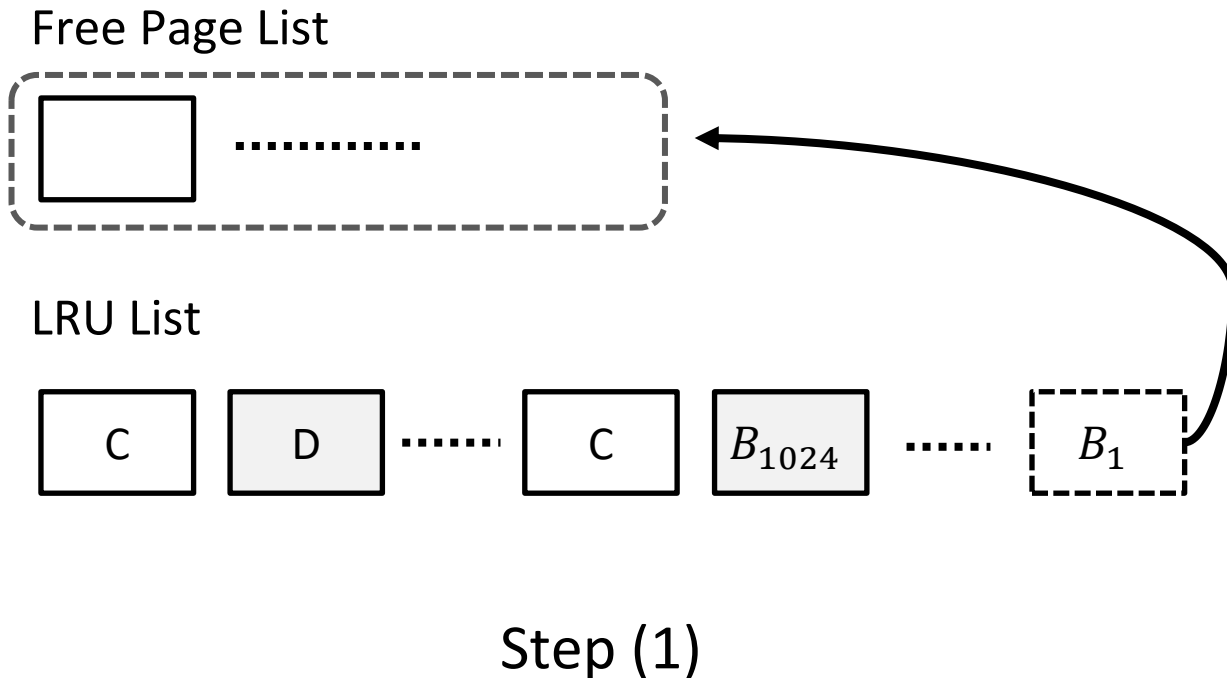 Free Page List
LRU List
C D C B₁₀₂₄ B₁
Step (1)